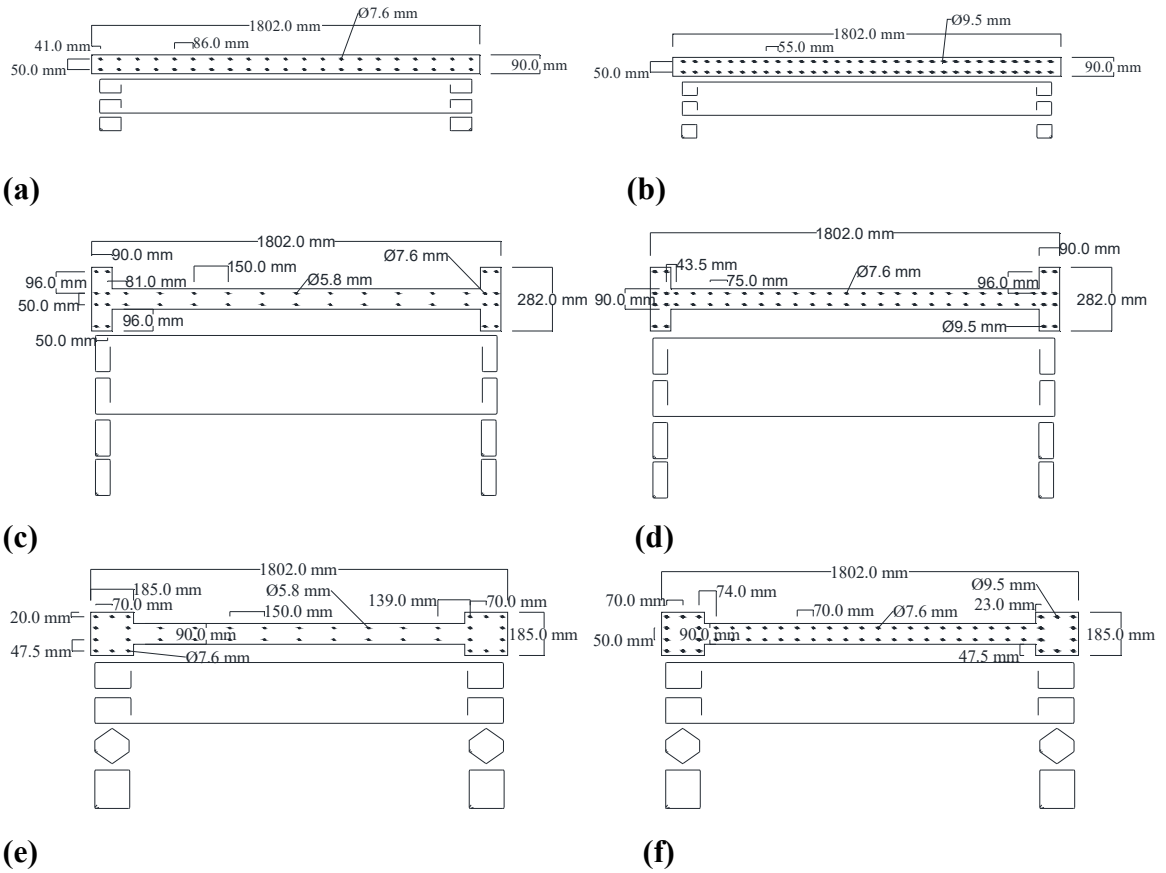 Ø7.6 mm
1802.0 mm
41.0 mm
86.0 mm
50.0 mm
90.0 mm
(a)
Ø9.5 mm
1802.0 mm
55.0 mm
50.0 mm
90.0 mm
(b)
1802.0 mm
90.0 mm
Ø7.6 mm
150.0 mm
96.0 mm
81.0 mm
Ø5.8 mm
50.0 mm
282.0 mm
96.0 mm
50.0 mm
(c)
1802.0 mm
90.0 mm
43.5 mm
Ø7.6 mm
75.0 mm
96.0 mm
90.0 mm
282.0 mm
Ø9.5 mm
(d)
1802.0 mm
185.0 mm
Ø5.8 mm
70.0 mm
150.0 mm
139.0 mm
70.0 mm
20.0 mm
90.0 mm
185.0 mm
47.5 mm
Ø7.6 mm
(e)
1802.0 mm
74.0 mm
Ø9.5 mm
70.0 mm
70.0 mm
Ø7.6 mm
23.0 mm
50.0 mm
90.0 mm
185.0 mm
47.5 mm
(f)